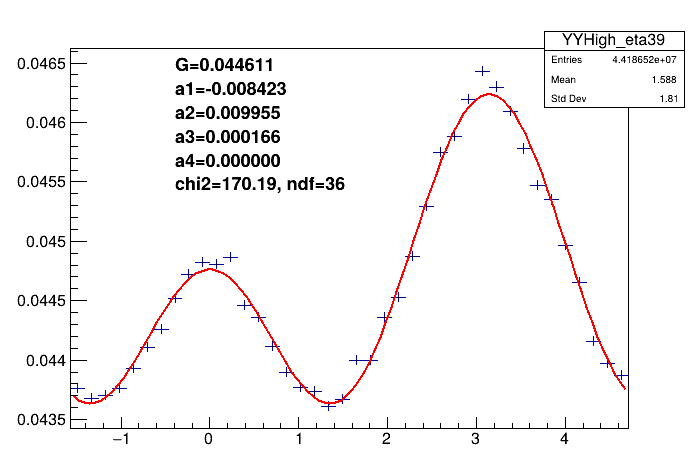 YYHigh_eta39
Entries 4.418652e+07
Mean 1.588
Std Dev 1.81
G=0.044611
a1=-0.008423
a2=0.009955
a3=0.000166
a4=0.000000
chi2=170.19, ndf=36
0.0465
0.046
0.0455
0.045
0.0445
0.044
0.0435
−1 0 1 2 3 4